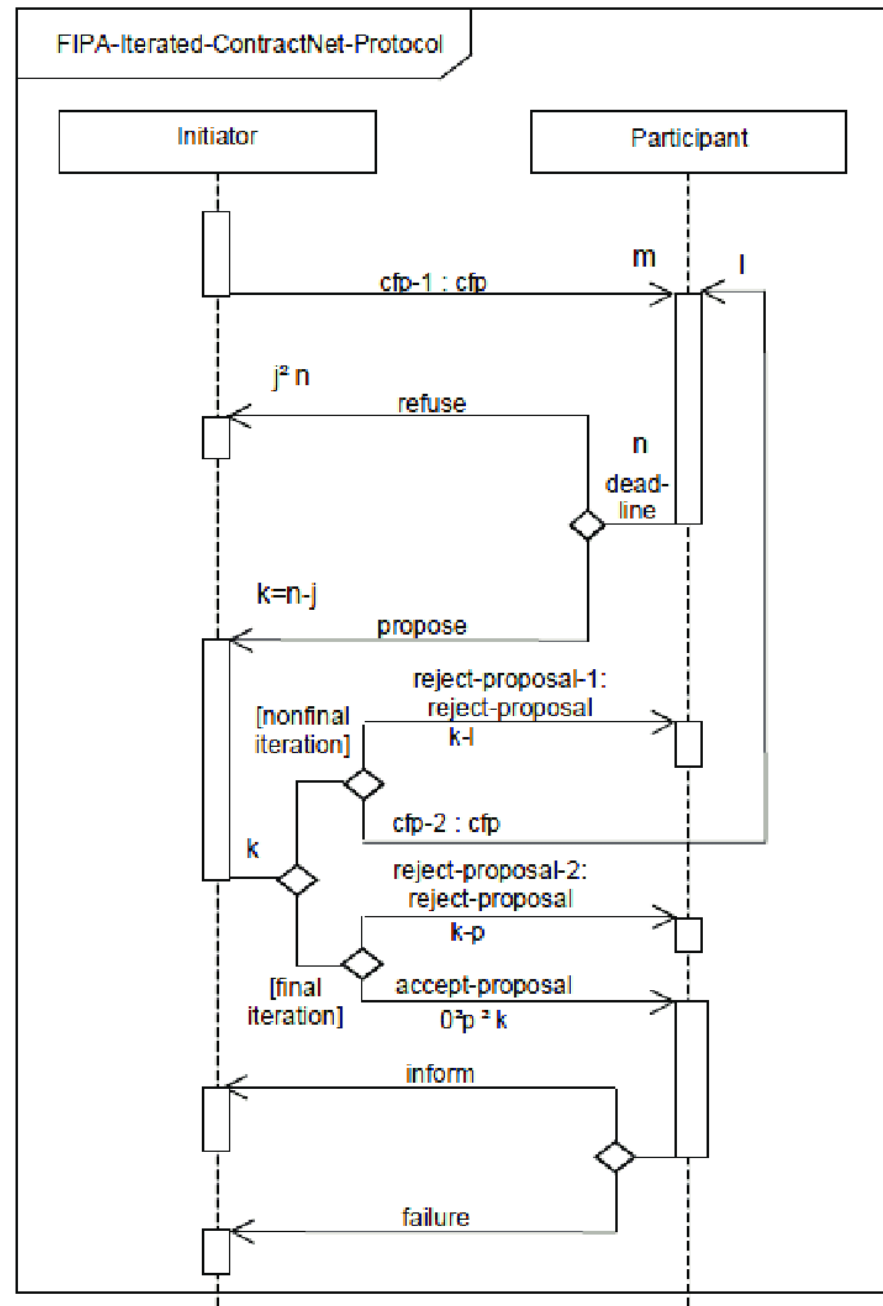 FIPA-Iterated-ContractNet-Protocol
Initiator
Participant
m
l
cfp-1 : cfp
j² n
refuse
n
dead-
line
k=n-j
propose
reject-proposal-1:
reject-proposal
[nonfinal
iteration]
k-l
cfp-2 : cfp
k
reject-proposal-2:
reject-proposal
k-p
[final
iteration]
accept-proposal
0²p ² k
inform
failure